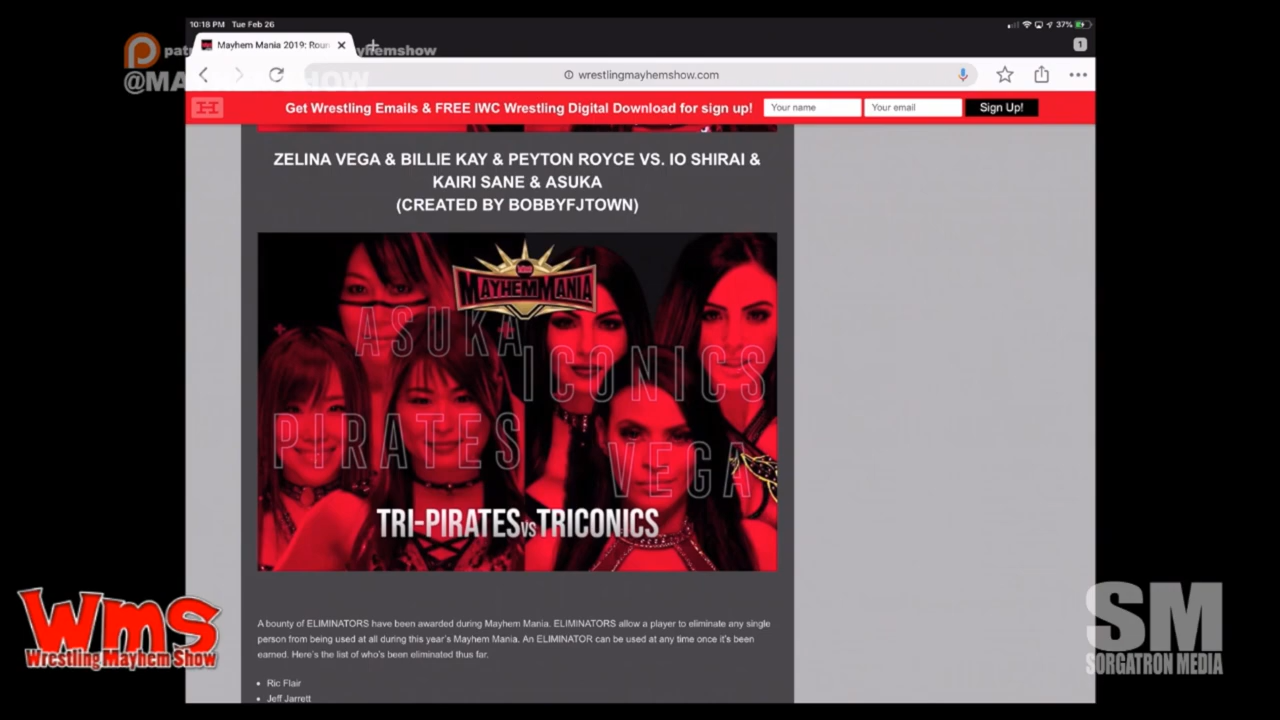 10:18 PM Tue Feb 26
37%
Mayhem Mania 2019: Roun
1
wrestlingmayhemshow.com
Get Wrestling Emails & FREE IWC Wrestling Digital Download for sign up!
Your name
Your email
Sign Up!
ZELINA VEGA & BILLIE KAY & PEYTON ROYCE VS. IO SHIRAI &
KAIRI SANE & ASUKA
(CREATED BY BOBBYFJTOWN)
WMS
MAYHEMMANIA
ASUKA
ICONICS
PIRATES
VEGA
TRI-PIRATES VS TRICONICS
A bounty of ELIMINATORS have been awarded during Mayhem Mania. ELIMINATORS allow a player to eliminate any single
person from being used at all during this year's Mayhem Mania. An ELIMINATOR can be used at any time once it's been
earned. Here's the list of who's been eliminated thus far.
Ric Flair
Jeff Jarrett
WmS
Wrestling Mayhem Show
SM
SORGATRON MEDIA